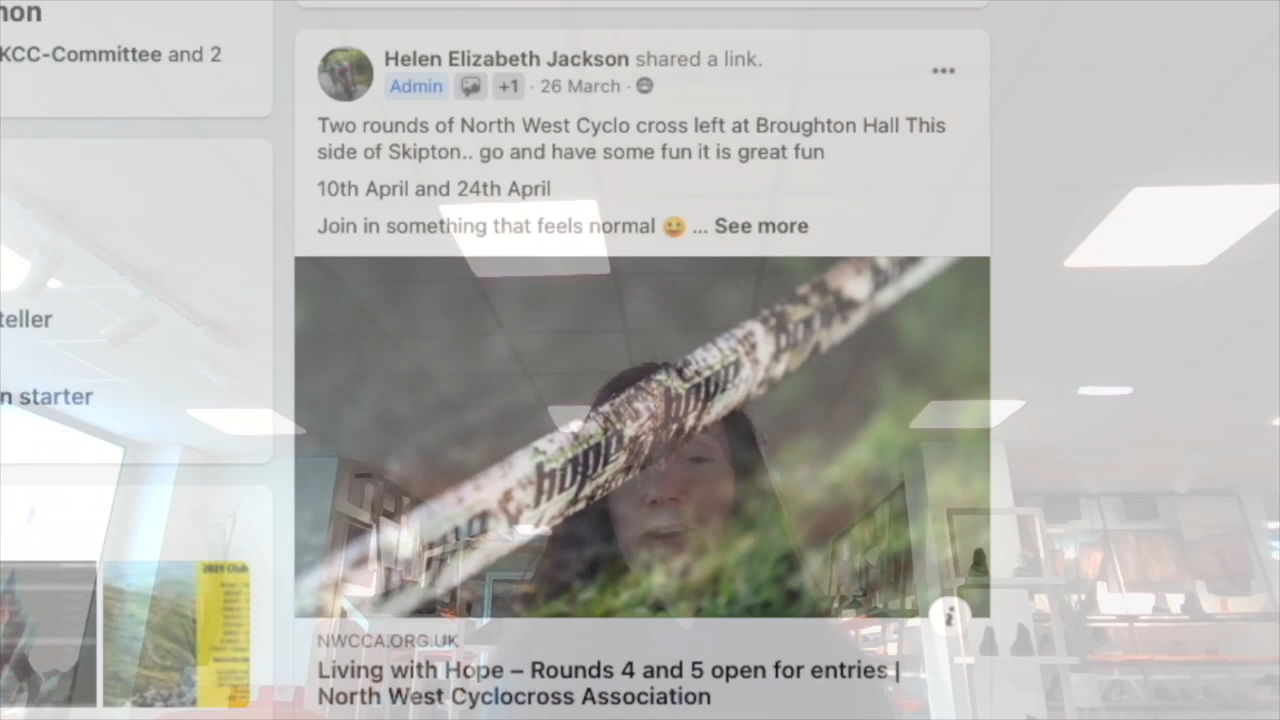 non
KCC-Committee and 2
Helen Elizabeth Jackson shared a link.
Admin +1 · 26 March ·
Two rounds of North West Cyclo cross left at Broughton Hall This
side of Skipton.. go and have some fun it is great fun
10th April and 24th April
Join in something that feels normal 😀 ... See more
teller
n starter
hope
hope
NWCCA.ORG.UK
Living with Hope – Rounds 4 and 5 open for entries |
North West Cyclocross Association